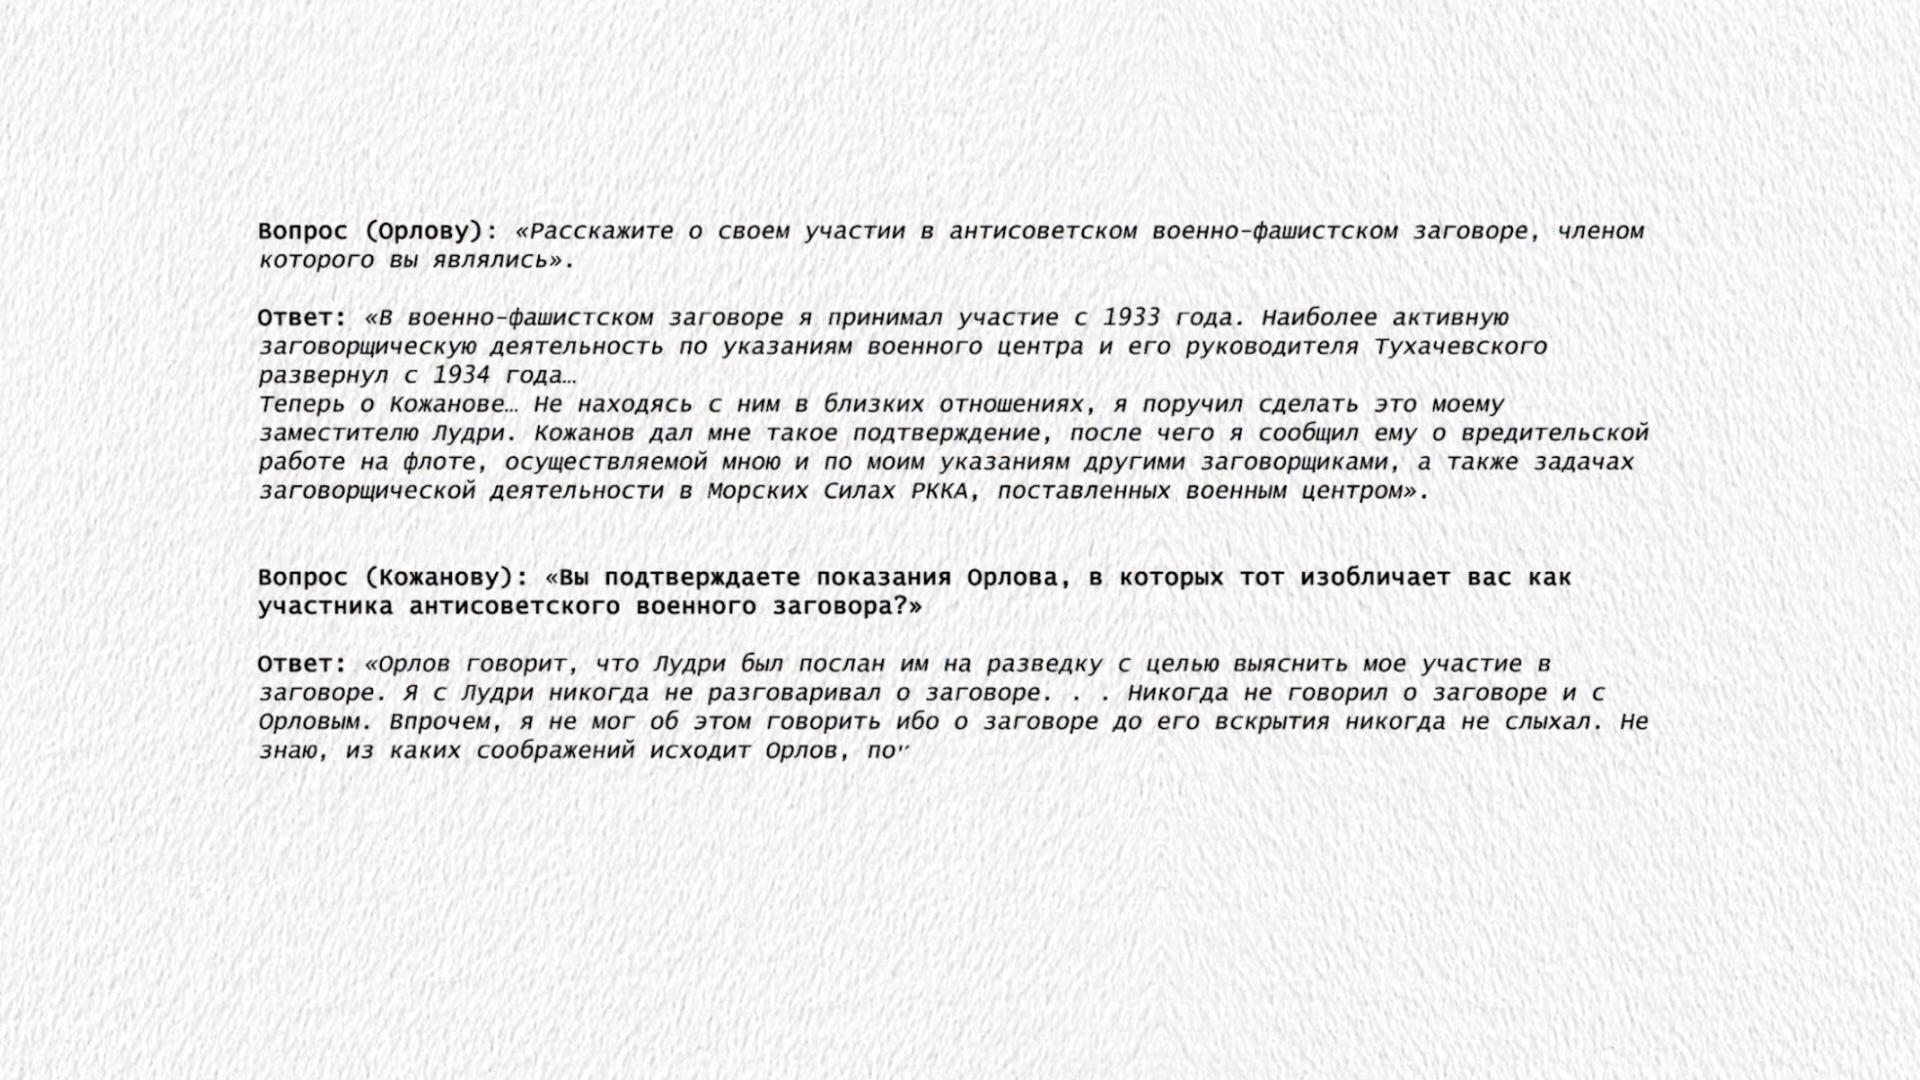 Вопрос (Орлову): «Расскажите о своем участии в антисоветском военно-фашистском заговоре, членом
которого вы являлись».
Ответ: «В военно-фашистском заговоре я принимал участие с 1933 года. Наиболее активную
заговорщическую деятельность по указаниям военного центра и его руководителя Тухачевского
развернул с 1934 года…
Теперь о Кожанове… Не находясь с ним в близких отношениях, я поручил сделать это моему
заместителю Лудри. Кожанов дал мне такое подтверждение, после чего я сообщил ему о вредительской
работе на флоте, осуществляемой мною и по моим указаниям другими заговорщиками, а также задачах
заговорщической деятельности в Морских Силах РККА, поставленных военным центром».
Вопрос (Кожанову): «Вы подтверждаете показания Орлова, в которых тот изобличает вас как
участника антисоветского военного заговора?»
Ответ: «Орлов говорит, что Лудри был послан им на разведку с целью выяснить мое участие в
заговоре. Я с Лудри никогда не разговаривал о заговоре. . . Никогда не говорил о заговоре и с
Орловым. Впрочем, я не мог об этом говорить ибо о заговоре до его вскрытия никогда не слыхал. Не
знаю, из каких соображений исходит Орлов, по